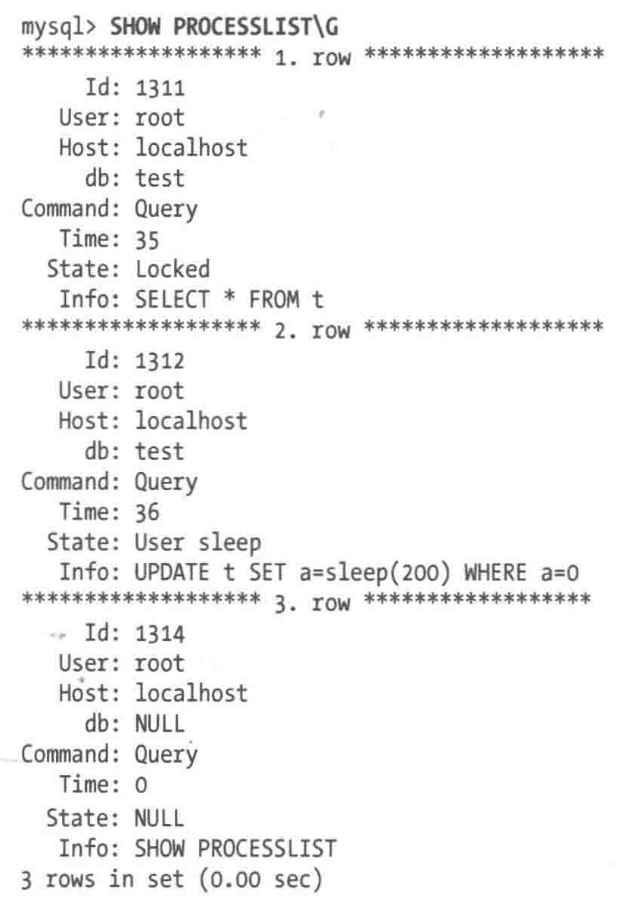 mysql> SHOW PROCESSLIST\G
******************* 1. row *******************
Id: 1311
User: root
Host: localhost
db: test
Command: Query
Time: 35
State: Locked
Info: SELECT * FROM t
******************* 2. row *******************
Id: 1312
User: root
Host: localhost
db: test
Command: Query
Time: 36
State: User sleep
Info: UPDATE t SET a=sleep(200) WHERE a=0
******************* 3. row ******************
Id: 1314
User: root
Host: localhost
db: NULL
Command: Query
Time: 0
State: NULL
Info: SHOW PROCESSLIST
3 rows in set (0.00 sec)